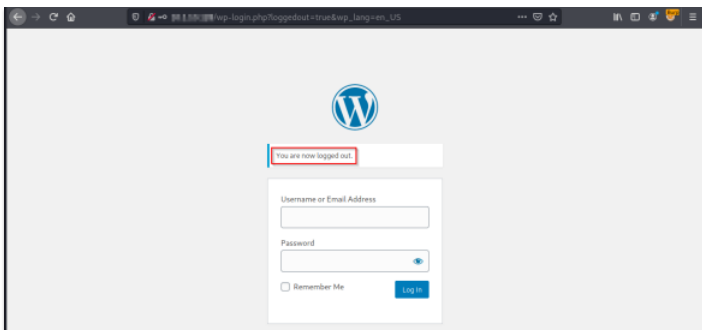 /wp-login.php?loggedout=true&wp_lang=en_US
You are now logged out.
Username or Email Address
Password
Remember Me
Log In